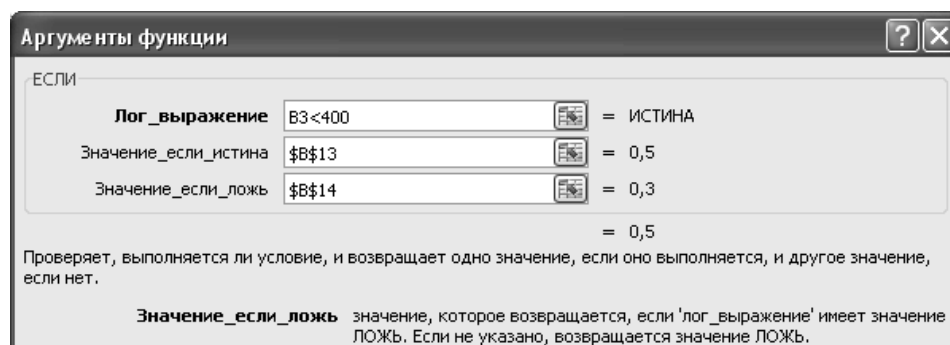 Аргументы функции
ЕСЛИ
Лог_выражение B3<400 = ИСТИНА
Значение_если_истина $B$13 = 0,5
Значение_если_ложь $B$14 = 0,3
= 0,5
Проверяет, выполняется ли условие, и возвращает одно значение, если оно выполняется, и другое значение,
если нет.
Значение_если_ложь значение, которое возвращается, если 'лог_выражение' имеет значение
ЛОЖЬ. Если не указано, возвращается значение ЛОЖЬ.